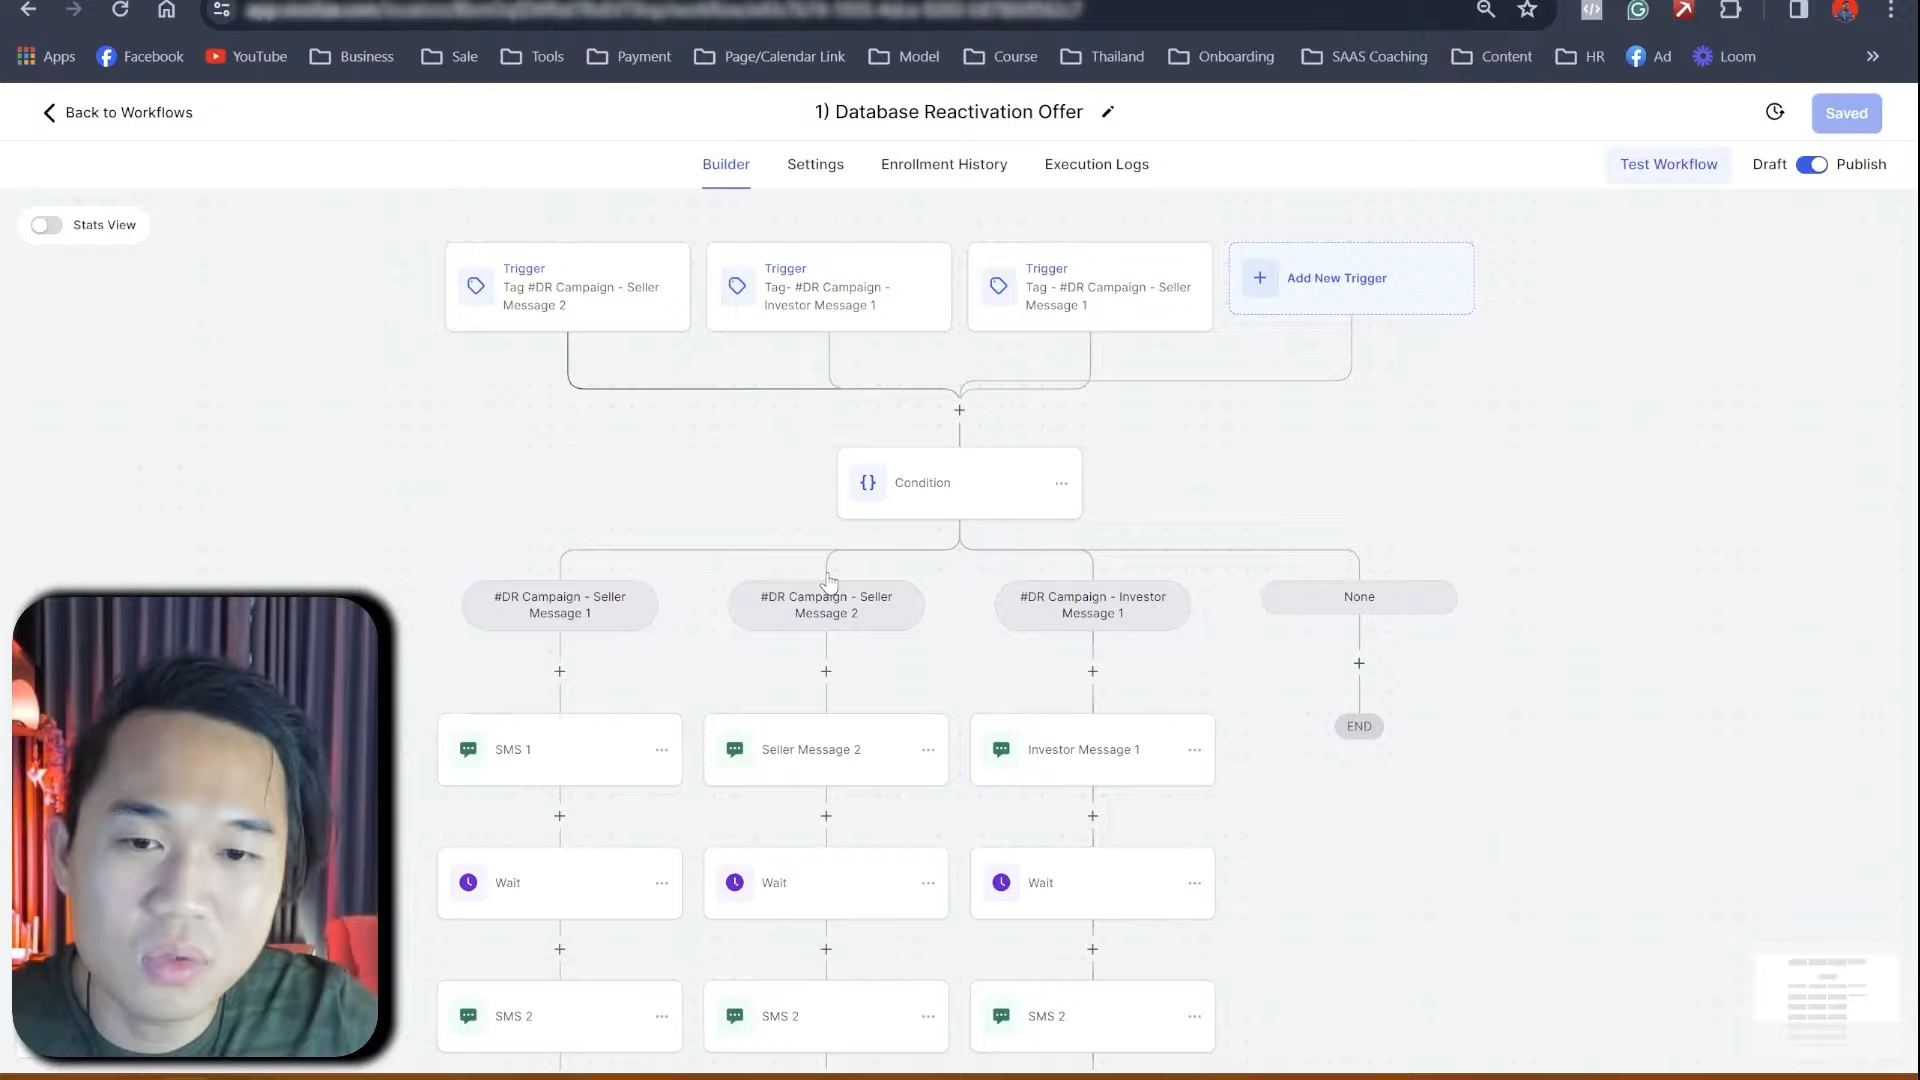 Apps
Facebook
YouTube
Business
Sale
Tools
Payment
Page/Calendar Link
Model
Course
Thailand
Onboarding
SAAS Coaching
Content
HR
Ad
Loom
Back to Workflows
1) Database Reactivation Offer
Saved
Builder
Settings
Enrollment History
Execution Logs
Test Workflow
Draft
Publish
Stats View
Trigger
Tag #DR Campaign - Seller
Message 2
Trigger
Tag- #DR Campaign -
Investor Message 1
Trigger
Tag - #DR Campaign - Seller
Message 1
Add New Trigger
Condition
#DR Campaign - Seller
Message 1
#DR Campaign - Seller
Message 2
#DR Campaign - Investor
Message 1
None
SMS 1
Seller Message 2
Investor Message 1
END
Wait
Wait
Wait
SMS 2
SMS 2
SMS 2